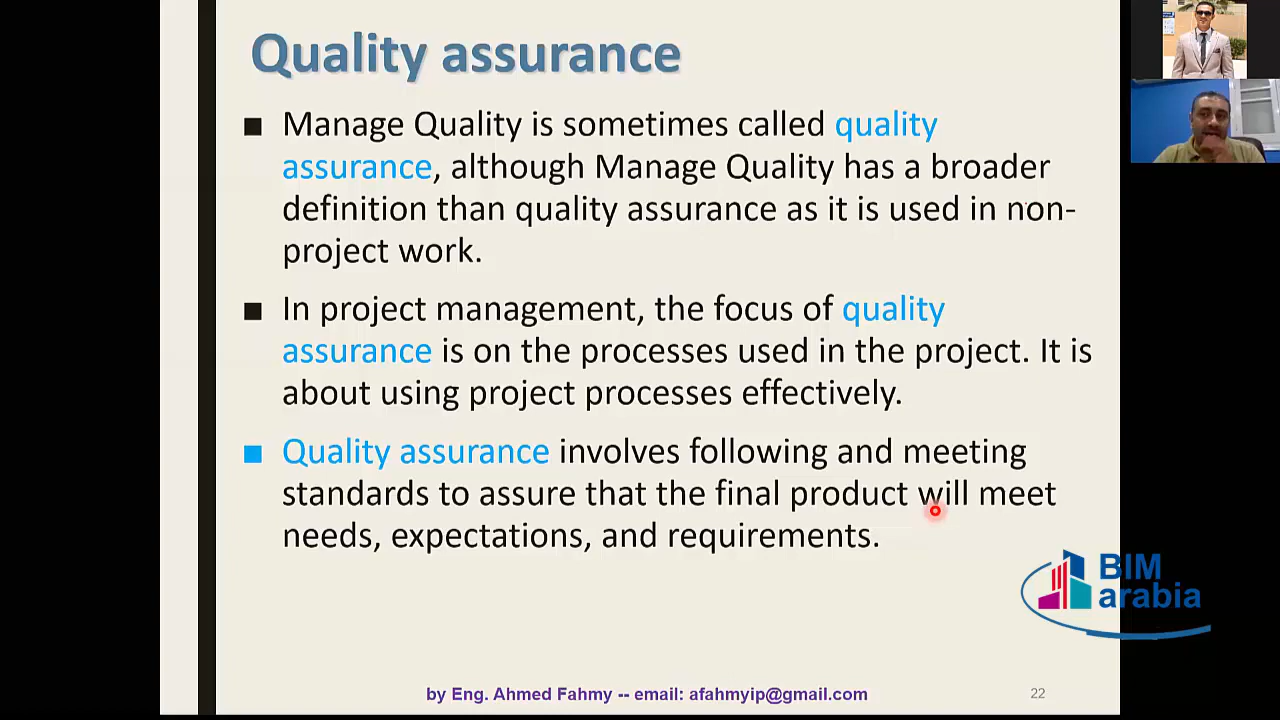 Quality assurance
Manage Quality is sometimes called quality
assurance, although Manage Quality has a broader
definition than quality assurance as it is used in non-
project work.
In project management, the focus of quality
assurance is on the processes used in the project. It is
about using project processes effectively.
Quality assurance involves following and meeting
standards to assure that the final product will meet
needs, expectations, and requirements.
BIM
arabia
by Eng. Ahmed Fahmy -- email: afahmyip@gmail.com
22